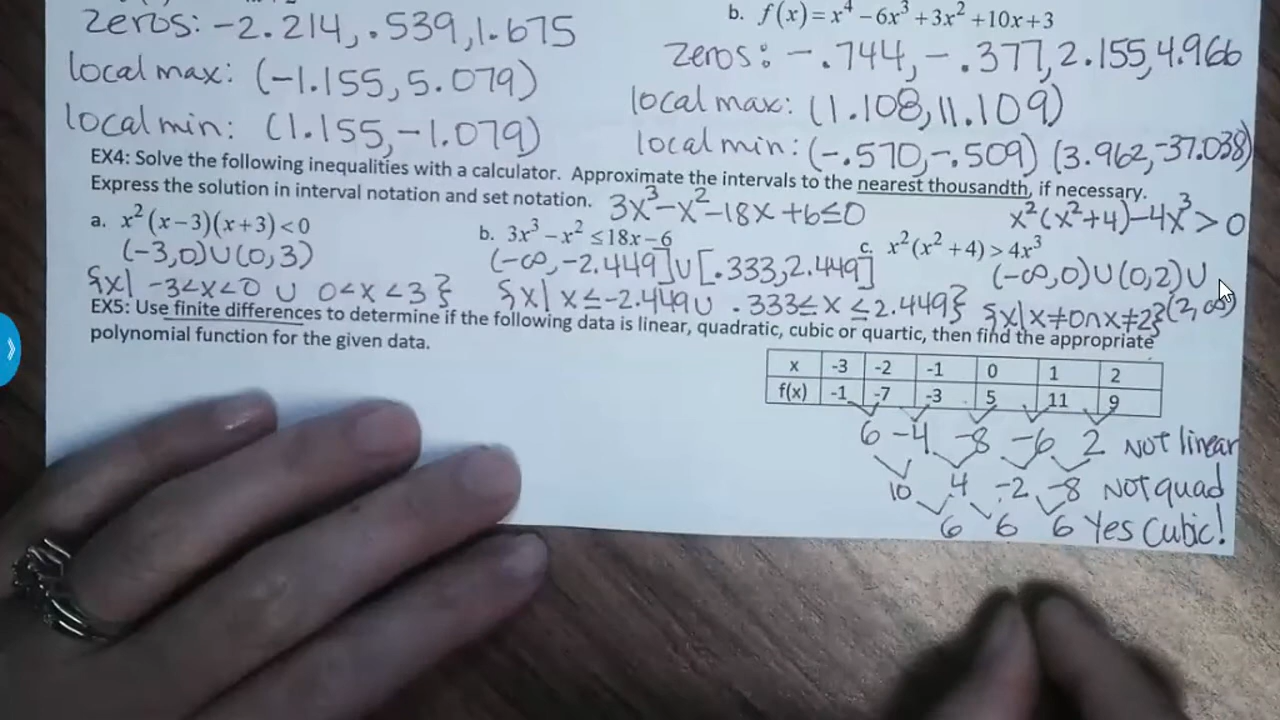 zeros: -2.214, .539, 1.675
local max: (-1.155, 5.079)
local min: (1.155, -1.079)
b. f(x) = x⁴ – 6x³ + 3x² + 10x + 3
zeros: -.744, -.377, 2.155, 4.966
local max: (1.108, 11.109)
local min: (-.570, -.509) (3.962, -37.038)
EX4: Solve the following inequalities with a calculator. Approximate the intervals to the nearest thousandth, if necessary.
Express the solution in interval notation and set notation.
a. x²(x – 3)(x + 3) < 0
(-3,0)∪(0,3)
{x| -3<x<0 ∪ 0<x<3}
3x³-x²-18x+6≤0
b. 3x³ – x² ≤ 18x – 6
(-∞, -2.449]∪[.333, 2.449]
{x| x≤-2.449∪ .333≤x≤2.449}
x²(x²+4)-4x³>0
c. x²(x² + 4) > 4x³
(-∞,0)∪(0,2)∪
(2,∞)
{x|x≠0∩x≠2}
EX5: Use finite differences to determine if the following data is linear, quadratic, cubic or quartic, then find the appropriate
polynomial function for the given data.
x -3 -2 -1 0 1 2
f(x) -1 -7 -3 5 11 9
6 -4 -8 -6 2 Not linear
10 4 -2 -8 Not quad
6 6 6 Yes Cubic!